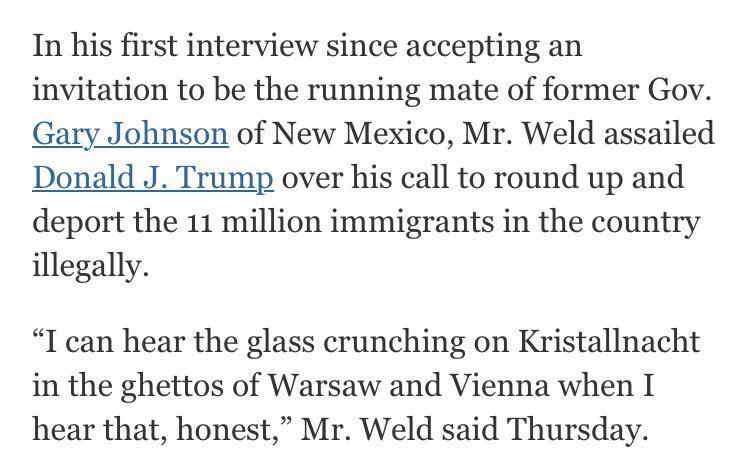 In his first interview since accepting an
invitation to be the running mate of former Gov.
Gary Johnson of New Mexico, Mr. Weld assailed
Donald J. Trump over his call to round up and
deport the 11 million immigrants in the country
illegally.
“I can hear the glass crunching on Kristallnacht
in the ghettos of Warsaw and Vienna when I
hear that, honest,” Mr. Weld said Thursday.